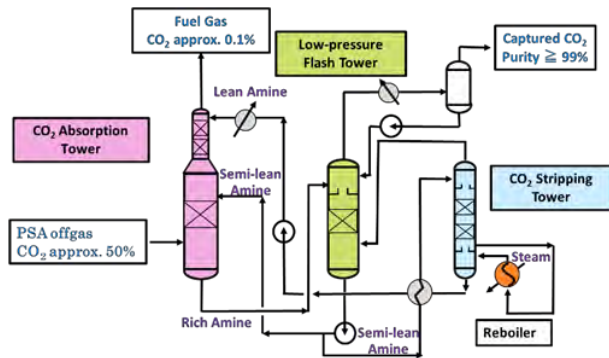 Fuel Gas
CO₂ approx. 0.1%
Low-pressure
Flash Tower
Captured CO₂
Purity ≧ 99%
Lean Amine
CO₂ Absorption
Tower
Semi-lean
Amine
CO₂ Stripping
Tower
PSA offgas
CO₂ approx. 50%
Steam
Rich Amine
Semi-lean
Amine
Reboiler